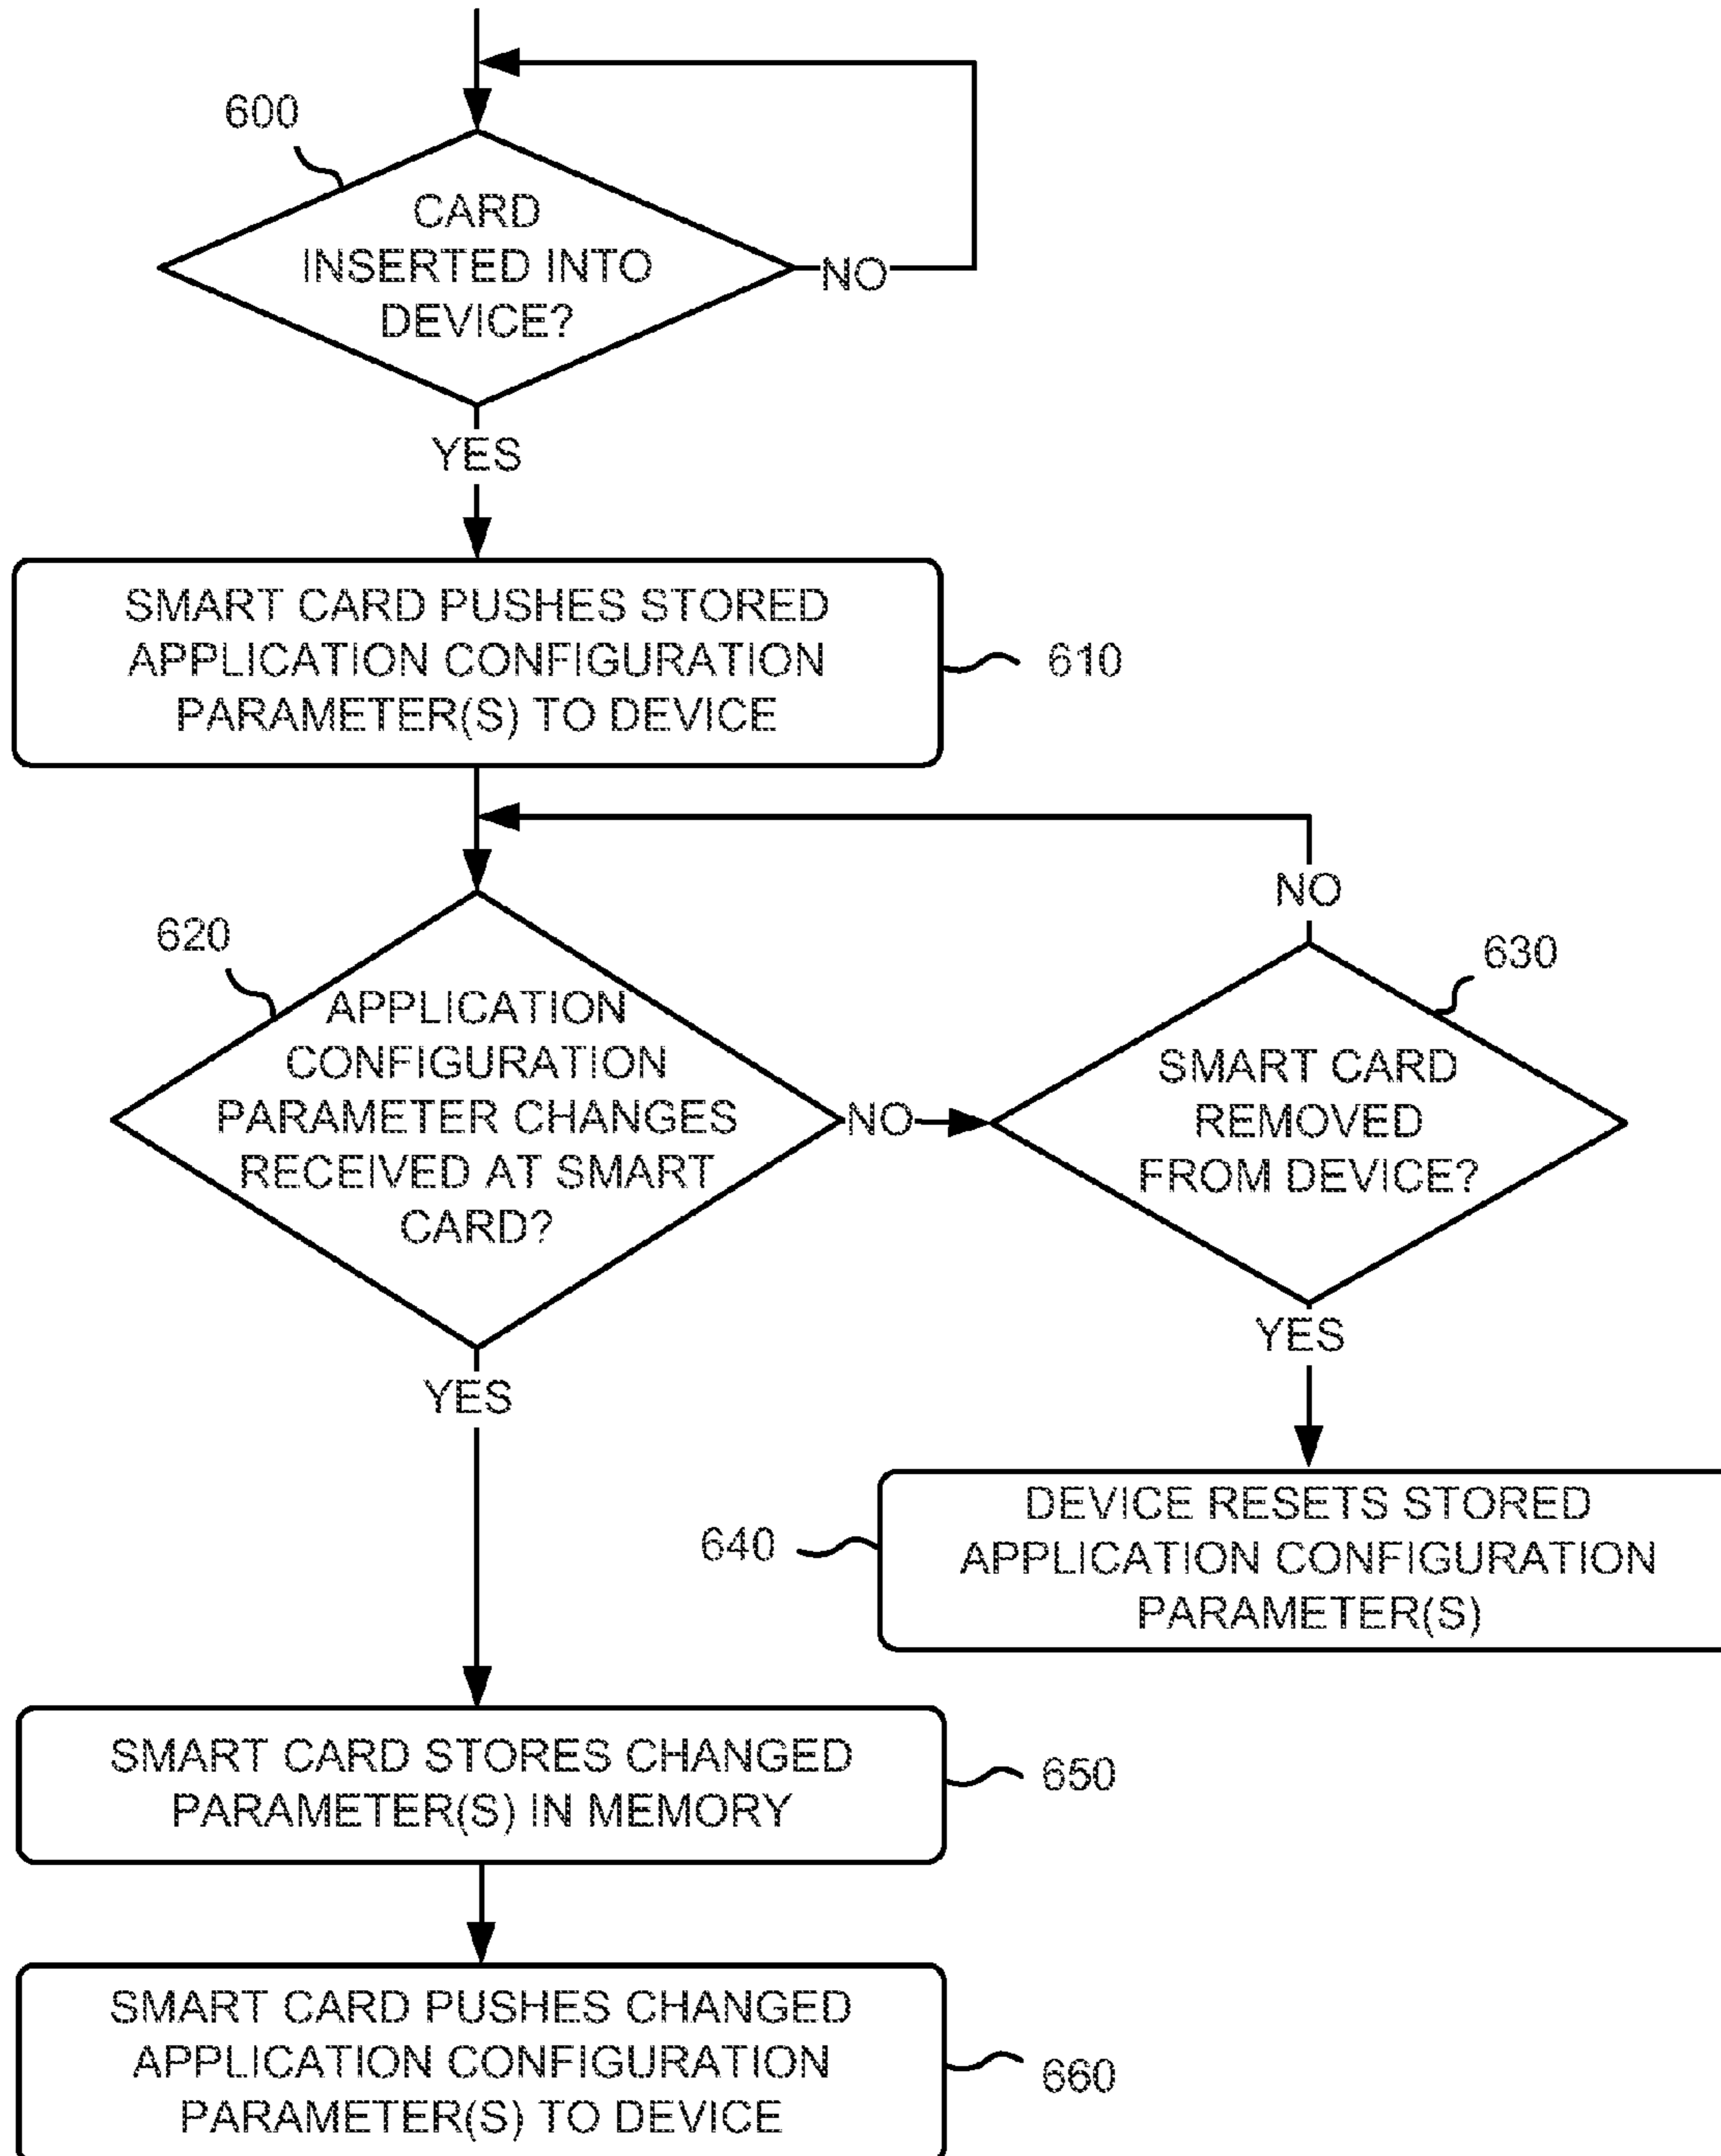 600
CARD
INSERTED INTO
DEVICE?
NO
YES
SMART CARD PUSHES STORED
APPLICATION CONFIGURATION
PARAMETER(S) TO DEVICE
610
620
APPLICATION
CONFIGURATION
PARAMETER CHANGES
RECEIVED AT SMART
CARD?
NO
NO
630
SMART CARD
REMOVED
FROM DEVICE?
YES
YES
640
DEVICE RESETS STORED
APPLICATION CONFIGURATION
PARAMETER(S)
SMART CARD STORES CHANGED
PARAMETER(S) IN MEMORY
650
SMART CARD PUSHES CHANGED
APPLICATION CONFIGURATION
PARAMETER(S) TO DEVICE
660